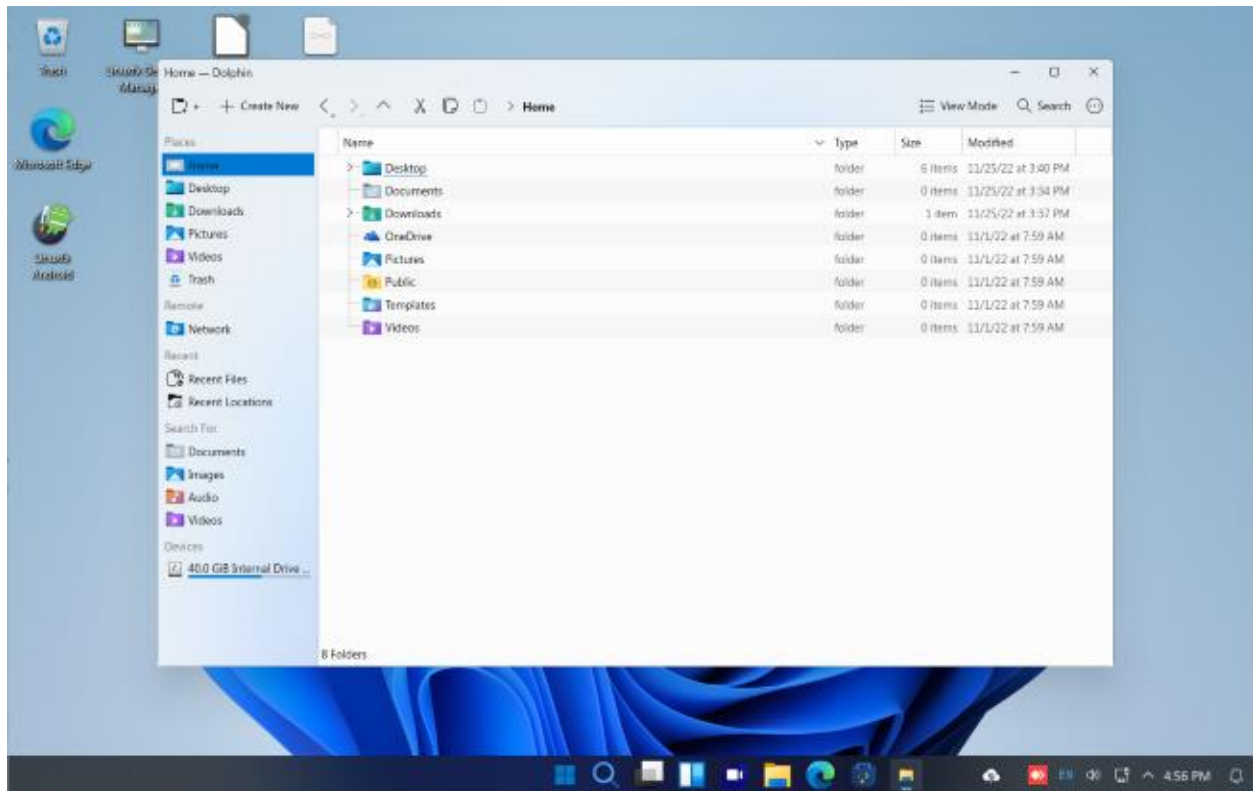 Trash
Microsoft Edge
Android
Home — Dolphin
Create New
Home
View Mode
Search
Places
Home
Desktop
Downloads
Pictures
Videos
Trash
Remote
Network
Recent
Recent Files
Recent Locations
Search For
Documents
Images
Audio
Videos
Devices
40.0 GiB Internal Drive ...
Name Type Size Modified
Desktop folder 6 items 11/25/22 at 3:40 PM
Documents folder 0 items 11/25/22 at 3:34 PM
Downloads folder 1 item 11/25/22 at 3:37 PM
OneDrive folder 0 items 11/1/22 at 7:59 AM
Pictures folder 0 items 11/1/22 at 7:59 AM
Public folder 0 items 11/1/22 at 7:59 AM
Templates folder 0 items 11/1/22 at 7:59 AM
Videos folder 0 items 11/1/22 at 7:59 AM
8 Folders
EN 4:56 PM